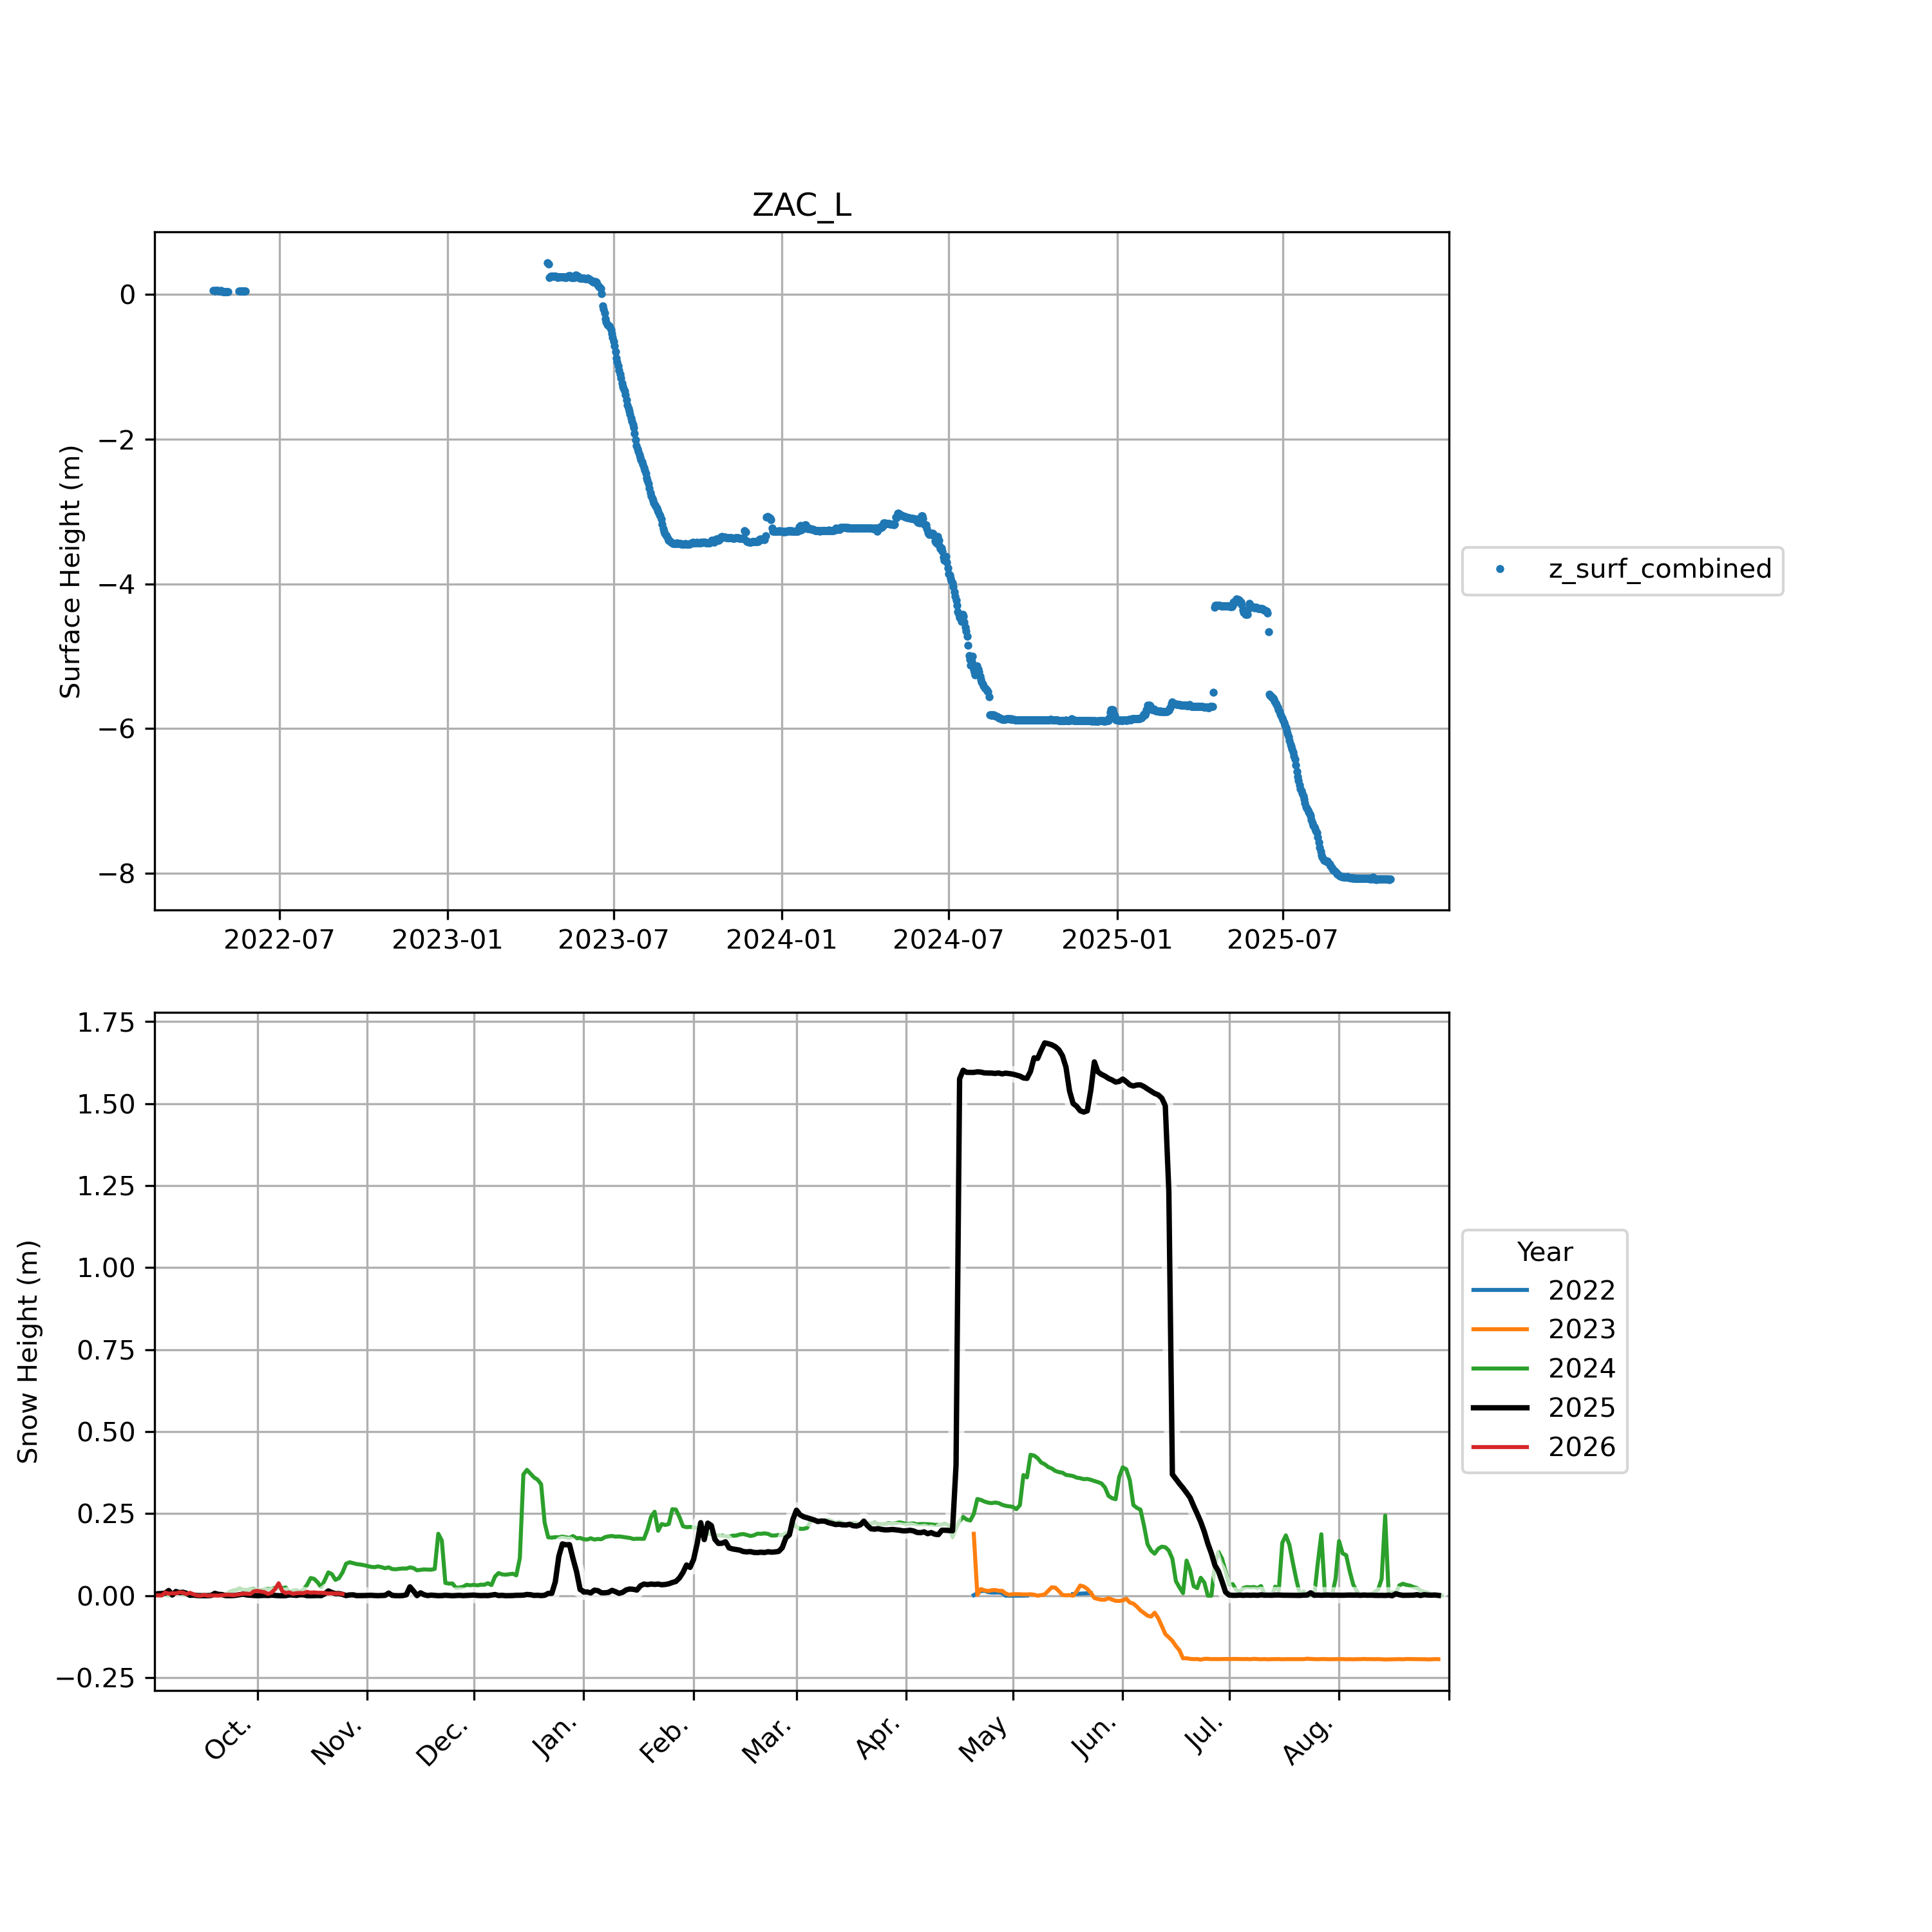 ZAC_L
Surface Height (m)
0
−2
−4
−6
−8
2022-07 2023-01 2023-07 2024-01 2024-07 2025-01 2025-07
z_surf_combined
Snow Height (m)
1.75
1.50
1.25
1.00
0.75
0.50
0.25
0.00
−0.25
Oct. Nov. Dec. Jan. Feb. Mar. Apr. May Jun. Jul. Aug.
Year
2022
2023
2024
2025
2026